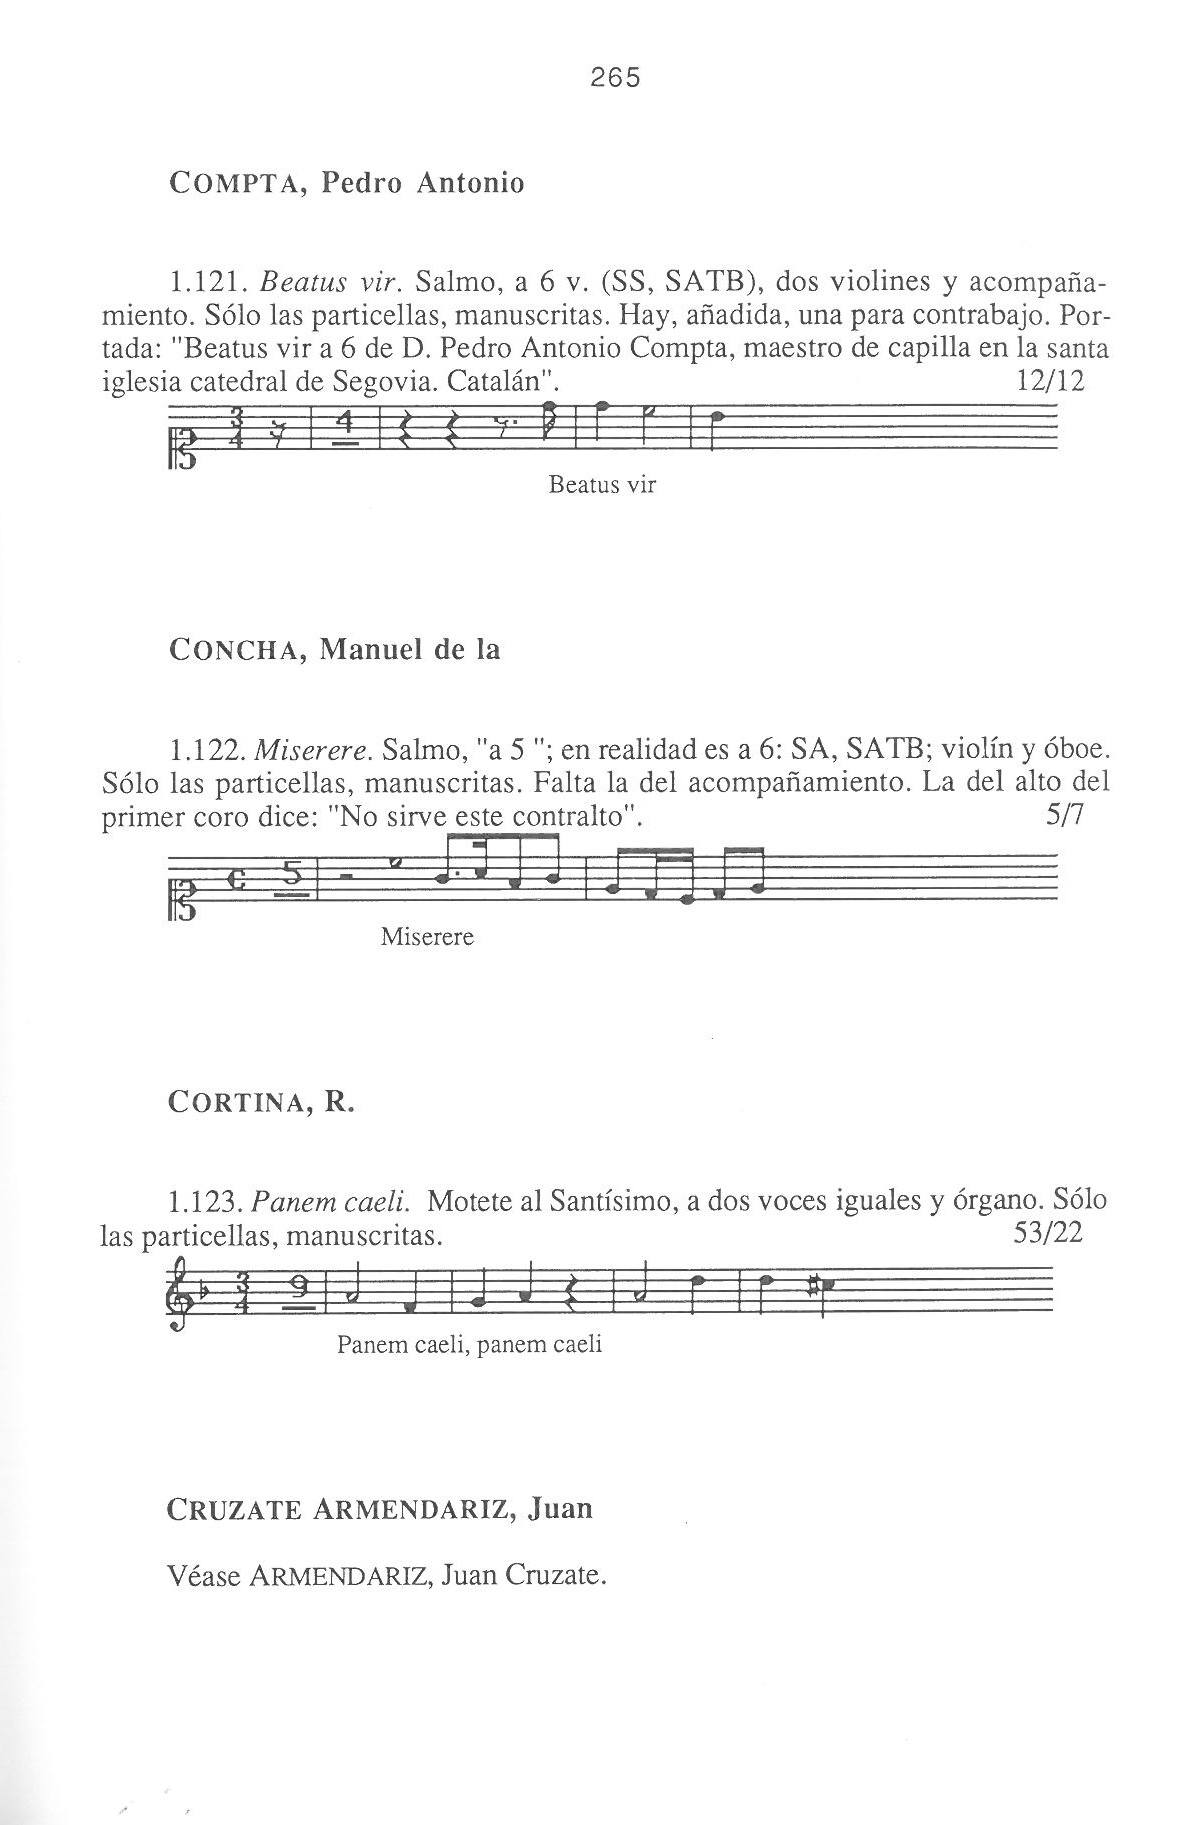 265
COMPTA, Pedro Antonio
1.121. Beatus vir. Salmo, a 6 v. (SS, SATB), dos violines y acompaña-
miento. Sólo las particellas, manuscritas. Hay, añadida, una para contrabajo. Por-
tada: "Beatus vir a 6 de D. Pedro Antonio Compta, maestro de capilla en la santa
iglesia catedral de Segovia. Catalán". 12/12
3/4 4
Beatus vir
CONCHA, Manuel de la
1.122. Miserere. Salmo, "a 5 "; en realidad es a 6: SA, SATB; violín y óboe.
Sólo las particellas, manuscritas. Falta la del acompañamiento. La del alto del
primer coro dice: "No sirve este contralto". 5/7
5
Miserere
CORTINA, R.
1.123. Panem caeli. Motete al Santísimo, a dos voces iguales y órgano. Sólo
las particellas, manuscritas. 53/22
3/4 9
Panem caeli, panem caeli
CRUZATE ARMENDARIZ, Juan
Véase ARMENDARIZ, Juan Cruzate.